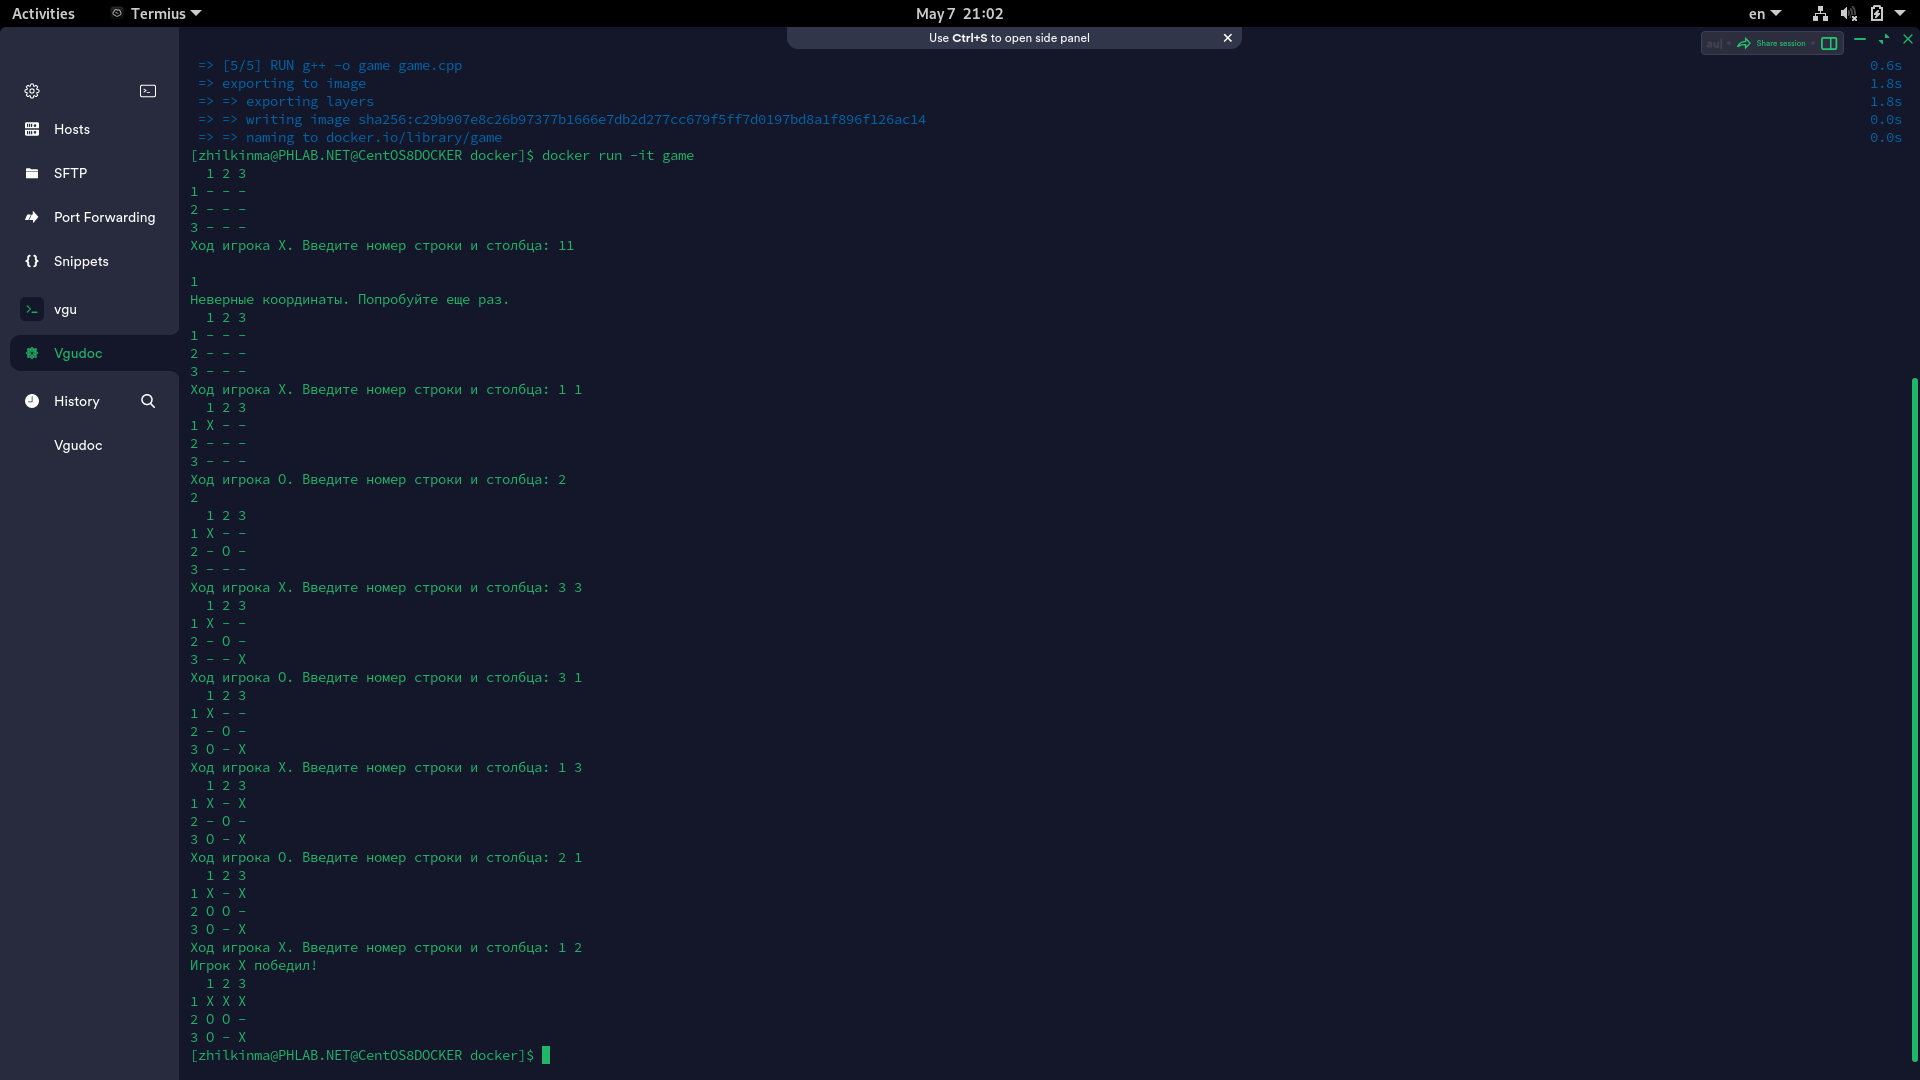 Activities
Termius
May 7 21:02
en
Use Ctrl+S to open side panel
Share session
Hosts
SFTP
Port Forwarding
Snippets
vgu
Vgudoc
History
Vgudoc
=> [5/5] RUN g++ -o game game.cpp 0.6s
=> exporting to image 1.8s
=> => exporting layers 1.8s
=> => writing image sha256:c29b907e8c26b97377b1666e7db2d277cc679f5ff7d0197bd8a1f896f126ac14 0.0s
=> => naming to docker.io/library/game 0.0s
[zhilkinma@PHLAB.NET@CentOS8DOCKER docker]$ docker run -it game
  1 2 3
1 - - -
2 - - -
3 - - -
Ход игрока X. Введите номер строки и столбца: 11
1
Неверные координаты. Попробуйте еще раз.
  1 2 3
1 - - -
2 - - -
3 - - -
Ход игрока X. Введите номер строки и столбца: 1 1
  1 2 3
1 X - -
2 - - -
3 - - -
Ход игрока O. Введите номер строки и столбца: 2
2
  1 2 3
1 X - -
2 - O -
3 - - -
Ход игрока X. Введите номер строки и столбца: 3 3
  1 2 3
1 X - -
2 - O -
3 - - X
Ход игрока O. Введите номер строки и столбца: 3 1
  1 2 3
1 X - -
2 - O -
3 O - X
Ход игрока X. Введите номер строки и столбца: 1 3
  1 2 3
1 X - X
2 - O -
3 O - X
Ход игрока O. Введите номер строки и столбца: 2 1
  1 2 3
1 X - X
2 O O -
3 O - X
Ход игрока X. Введите номер строки и столбца: 1 2
Игрок X победил!
  1 2 3
1 X X X
2 O O -
3 O - X
[zhilkinma@PHLAB.NET@CentOS8DOCKER docker]$